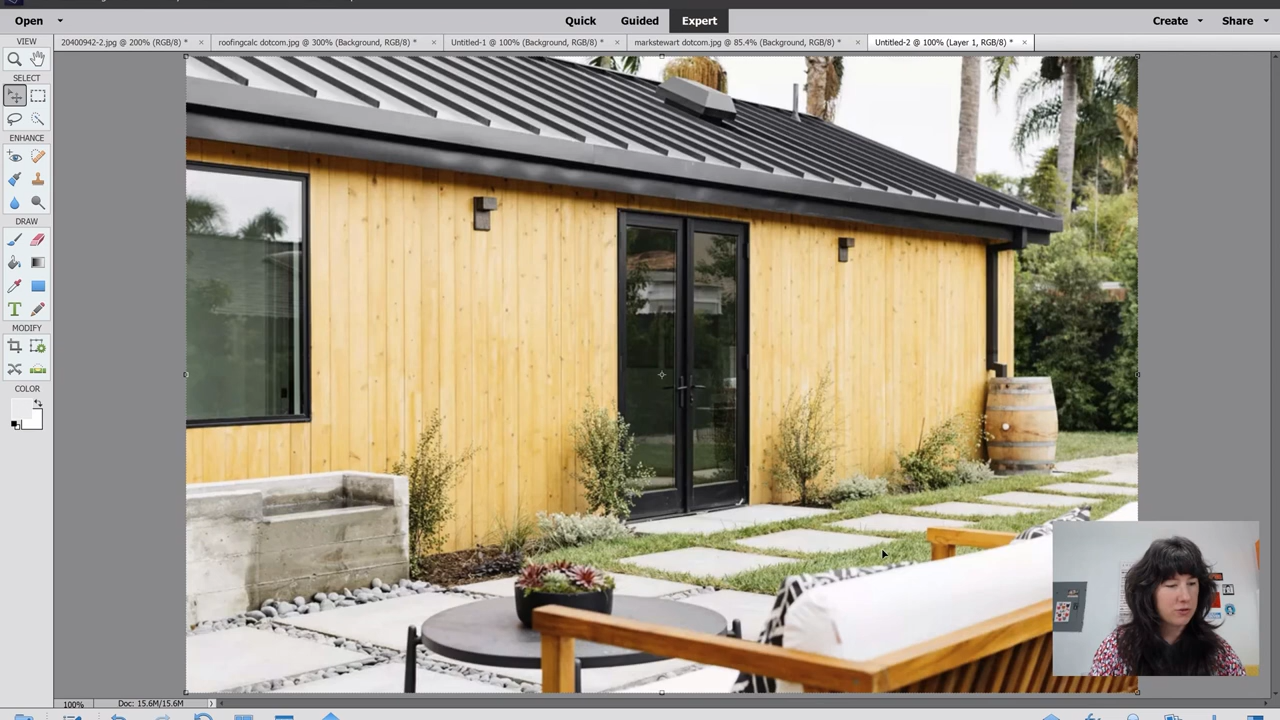 Open
Quick
Guided
Expert
Create
Share
VIEW
20400942-2.jpg @ 200% (RGB/8) *
roofingcalc dotcom.jpg @ 300% (Background, RGB/8) *
Untitled-1 @ 100% (Background, RGB/8) *
markstewart dotcom.jpg @ 85.4% (Background, RGB/8) *
Untitled-2 @ 100% (Layer 1, RGB/8) *
SELECT
ENHANCE
DRAW
MODIFY
COLOR
100%
Doc: 15.6M/15.6M